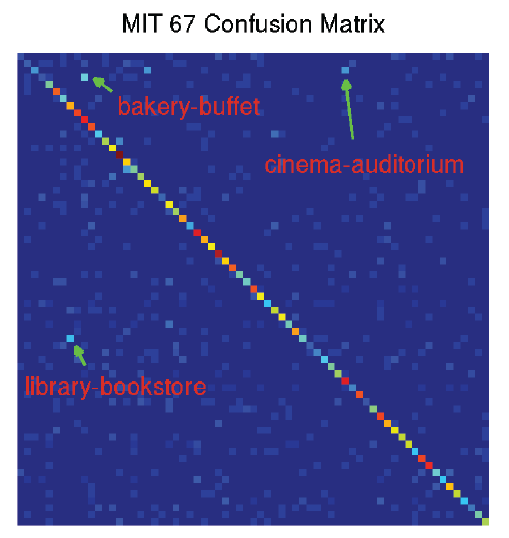 MIT 67 Confusion Matrix
bakery-buffet
cinema-auditorium
library-bookstore